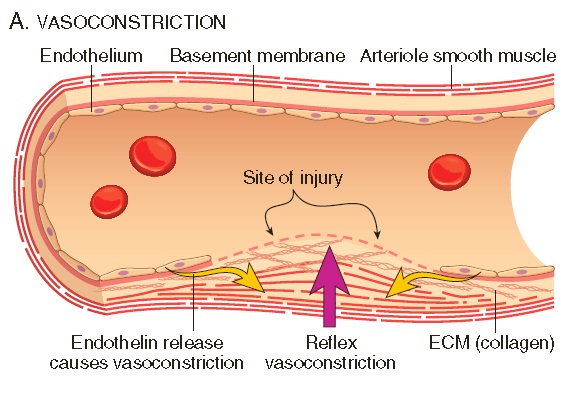 A. VASOCONSTRICTION
Endothelium Basement membrane Arteriole smooth muscle
Site of injury
Endothelin release
causes vasoconstriction
Reflex
vasoconstriction
ECM (collagen)